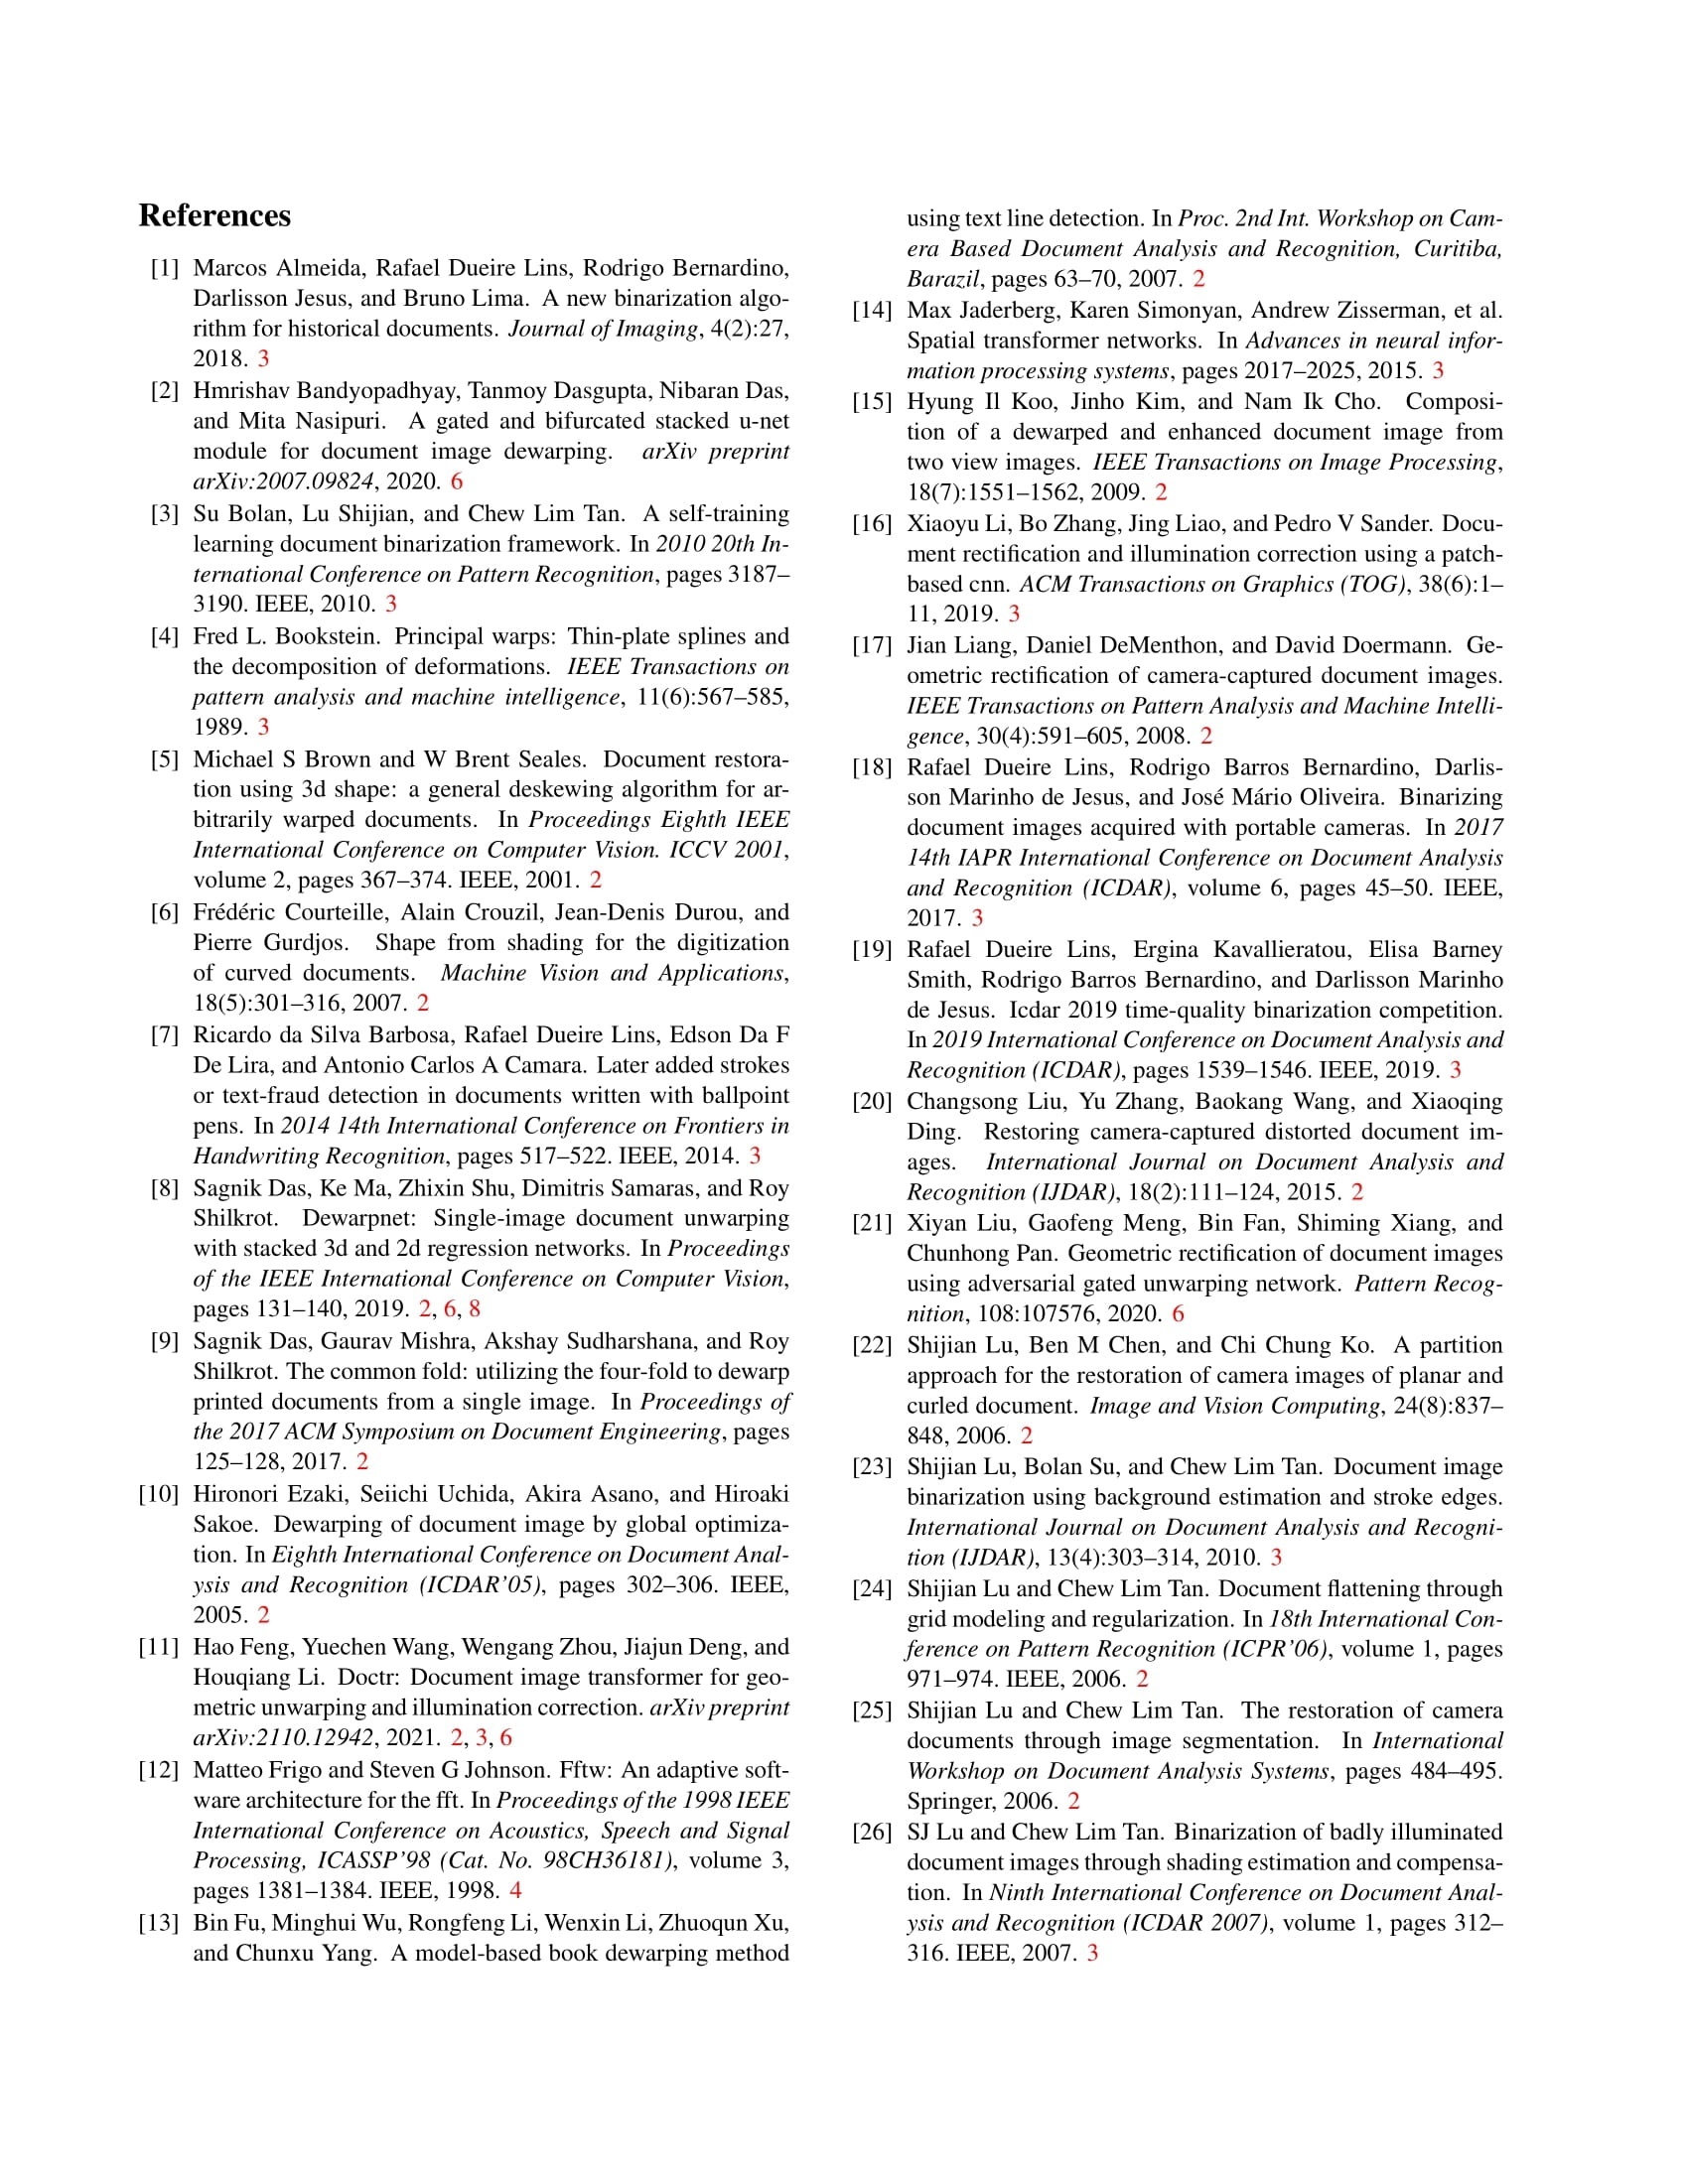 References
[1] Marcos Almeida, Rafael Dueire Lins, Rodrigo Bernardino,
Darlisson Jesus, and Bruno Lima. A new binarization algo-
rithm for historical documents. Journal of Imaging, 4(2):27,
2018. 3
[2] Hmrishav Bandyopadhyay, Tanmoy Dasgupta, Nibaran Das,
and Mita Nasipuri. A gated and bifurcated stacked u-net
module for document image dewarping. arXiv preprint
arXiv:2007.09824, 2020. 6
[3] Su Bolan, Lu Shijian, and Chew Lim Tan. A self-training
learning document binarization framework. In 2010 20th In-
ternational Conference on Pattern Recognition, pages 3187–
3190. IEEE, 2010. 3
[4] Fred L. Bookstein. Principal warps: Thin-plate splines and
the decomposition of deformations. IEEE Transactions on
pattern analysis and machine intelligence, 11(6):567–585,
1989. 3
[5] Michael S Brown and W Brent Seales. Document restora-
tion using 3d shape: a general deskewing algorithm for ar-
bitrarily warped documents. In Proceedings Eighth IEEE
International Conference on Computer Vision. ICCV 2001,
volume 2, pages 367–374. IEEE, 2001. 2
[6] Frédéric Courteille, Alain Crouzil, Jean-Denis Durou, and
Pierre Gurdjos. Shape from shading for the digitization
of curved documents. Machine Vision and Applications,
18(5):301–316, 2007. 2
[7] Ricardo da Silva Barbosa, Rafael Dueire Lins, Edson Da F
De Lira, and Antonio Carlos A Camara. Later added strokes
or text-fraud detection in documents written with ballpoint
pens. In 2014 14th International Conference on Frontiers in
Handwriting Recognition, pages 517–522. IEEE, 2014. 3
[8] Sagnik Das, Ke Ma, Zhixin Shu, Dimitris Samaras, and Roy
Shilkrot. Dewarpnet: Single-image document unwarping
with stacked 3d and 2d regression networks. In Proceedings
of the IEEE International Conference on Computer Vision,
pages 131–140, 2019. 2, 6, 8
[9] Sagnik Das, Gaurav Mishra, Akshay Sudharshana, and Roy
Shilkrot. The common fold: utilizing the four-fold to dewarp
printed documents from a single image. In Proceedings of
the 2017 ACM Symposium on Document Engineering, pages
125–128, 2017. 2
[10] Hironori Ezaki, Seiichi Uchida, Akira Asano, and Hiroaki
Sakoe. Dewarping of document image by global optimiza-
tion. In Eighth International Conference on Document Anal-
ysis and Recognition (ICDAR'05), pages 302–306. IEEE,
2005. 2
[11] Hao Feng, Yuechen Wang, Wengang Zhou, Jiajun Deng, and
Houqiang Li. Doctr: Document image transformer for geo-
metric unwarping and illumination correction. arXiv preprint
arXiv:2110.12942, 2021. 2, 3, 6
[12] Matteo Frigo and Steven G Johnson. Fftw: An adaptive soft-
ware architecture for the fft. In Proceedings of the 1998 IEEE
International Conference on Acoustics, Speech and Signal
Processing, ICASSP'98 (Cat. No. 98CH36181), volume 3,
pages 1381–1384. IEEE, 1998. 4
[13] Bin Fu, Minghui Wu, Rongfeng Li, Wenxin Li, Zhuoqun Xu,
and Chunxu Yang. A model-based book dewarping method
using text line detection. In Proc. 2nd Int. Workshop on Cam-
era Based Document Analysis and Recognition, Curitiba,
Barazil, pages 63–70, 2007. 2
[14] Max Jaderberg, Karen Simonyan, Andrew Zisserman, et al.
Spatial transformer networks. In Advances in neural infor-
mation processing systems, pages 2017–2025, 2015. 3
[15] Hyung Il Koo, Jinho Kim, and Nam Ik Cho. Composi-
tion of a dewarped and enhanced document image from
two view images. IEEE Transactions on Image Processing,
18(7):1551–1562, 2009. 2
[16] Xiaoyu Li, Bo Zhang, Jing Liao, and Pedro V Sander. Docu-
ment rectification and illumination correction using a patch-
based cnn. ACM Transactions on Graphics (TOG), 38(6):1–
11, 2019. 3
[17] Jian Liang, Daniel DeMenthon, and David Doermann. Ge-
ometric rectification of camera-captured document images.
IEEE Transactions on Pattern Analysis and Machine Intelli-
gence, 30(4):591–605, 2008. 2
[18] Rafael Dueire Lins, Rodrigo Barros Bernardino, Darlis-
son Marinho de Jesus, and José Mário Oliveira. Binarizing
document images acquired with portable cameras. In 2017
14th IAPR International Conference on Document Analysis
and Recognition (ICDAR), volume 6, pages 45–50. IEEE,
2017. 3
[19] Rafael Dueire Lins, Ergina Kavallieratou, Elisa Barney
Smith, Rodrigo Barros Bernardino, and Darlisson Marinho
de Jesus. Icdar 2019 time-quality binarization competition.
In 2019 International Conference on Document Analysis and
Recognition (ICDAR), pages 1539–1546. IEEE, 2019. 3
[20] Changsong Liu, Yu Zhang, Baokang Wang, and Xiaoqing
Ding. Restoring camera-captured distorted document im-
ages. International Journal on Document Analysis and
Recognition (IJDAR), 18(2):111–124, 2015. 2
[21] Xiyan Liu, Gaofeng Meng, Bin Fan, Shiming Xiang, and
Chunhong Pan. Geometric rectification of document images
using adversarial gated unwarping network. Pattern Recog-
nition, 108:107576, 2020. 6
[22] Shijian Lu, Ben M Chen, and Chi Chung Ko. A partition
approach for the restoration of camera images of planar and
curled document. Image and Vision Computing, 24(8):837–
848, 2006. 2
[23] Shijian Lu, Bolan Su, and Chew Lim Tan. Document image
binarization using background estimation and stroke edges.
International Journal on Document Analysis and Recogni-
tion (IJDAR), 13(4):303–314, 2010. 3
[24] Shijian Lu and Chew Lim Tan. Document flattening through
grid modeling and regularization. In 18th International Con-
ference on Pattern Recognition (ICPR'06), volume 1, pages
971–974. IEEE, 2006. 2
[25] Shijian Lu and Chew Lim Tan. The restoration of camera
documents through image segmentation. In International
Workshop on Document Analysis Systems, pages 484–495.
Springer, 2006. 2
[26] SJ Lu and Chew Lim Tan. Binarization of badly illuminated
document images through shading estimation and compensa-
tion. In Ninth International Conference on Document Anal-
ysis and Recognition (ICDAR 2007), volume 1, pages 312–
316. IEEE, 2007. 3